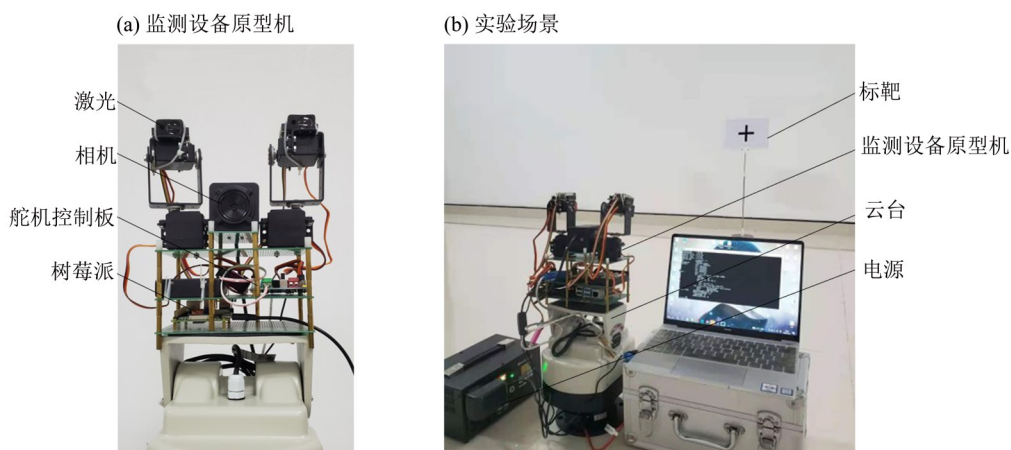 (a) 监测设备原型机
(b) 实验场景
激光
相机
舵机控制板
树莓派
标靶
监测设备原型机
云台
电源